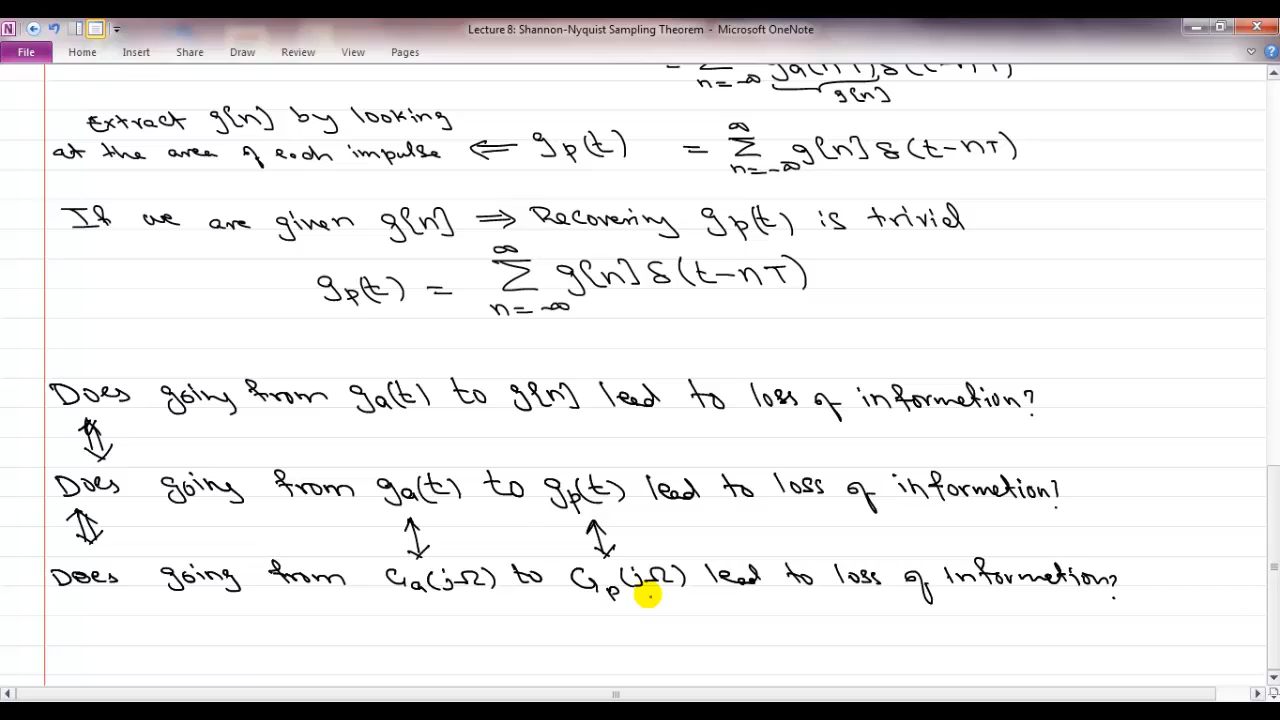 Lecture 8: Shannon-Nyquist Sampling Theorem - Microsoft OneNote
File Home Insert Share Draw Review View Pages
= ∑ n=-∞ ga(nT) δ(t-nT)
g[n]
Extract g[n] by looking
at the area of each impulse ⇐ gp(t) = ∑ n=-∞ ∞ g[n] δ(t-nT)
If we are given g[n] ⇒ Recovering gp(t) is trivial
gp(t) = ∑ n=-∞ ∞ g[n] δ(t-nT)
Does going from ga(t) to g[n] lead to loss of information?
⇕
Does going from ga(t) to gp(t) lead to loss of information?
⇕ ↕ ↕
Does going from Ga(jΩ) to Gp(jΩ) lead to loss of information?